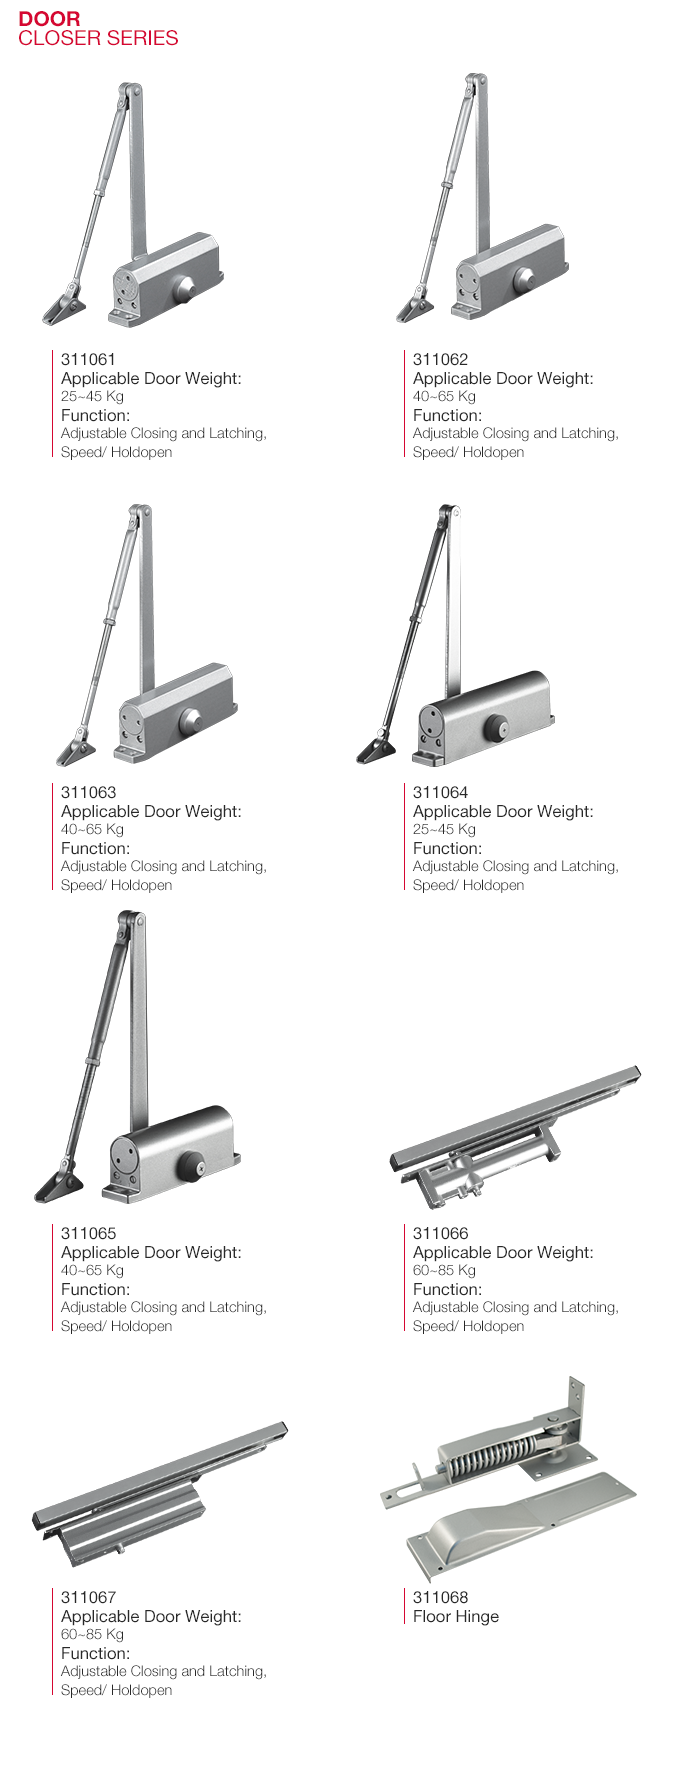 DOOR
CLOSER SERIES
311061
Applicable Door Weight:
25~45 Kg
Function:
Adjustable Closing and Latching,
Speed/ Holdopen
311062
Applicable Door Weight:
40~65 Kg
Function:
Adjustable Closing and Latching,
Speed/ Holdopen
311063
Applicable Door Weight:
40~65 Kg
Function:
Adjustable Closing and Latching,
Speed/ Holdopen
311064
Applicable Door Weight:
25~45 Kg
Function:
Adjustable Closing and Latching,
Speed/ Holdopen
311065
Applicable Door Weight:
40~65 Kg
Function:
Adjustable Closing and Latching,
Speed/ Holdopen
311066
Applicable Door Weight:
60~85 Kg
Function:
Adjustable Closing and Latching,
Speed/ Holdopen
311067
Applicable Door Weight:
60~85 Kg
Function:
Adjustable Closing and Latching,
Speed/ Holdopen
311068
Floor Hinge